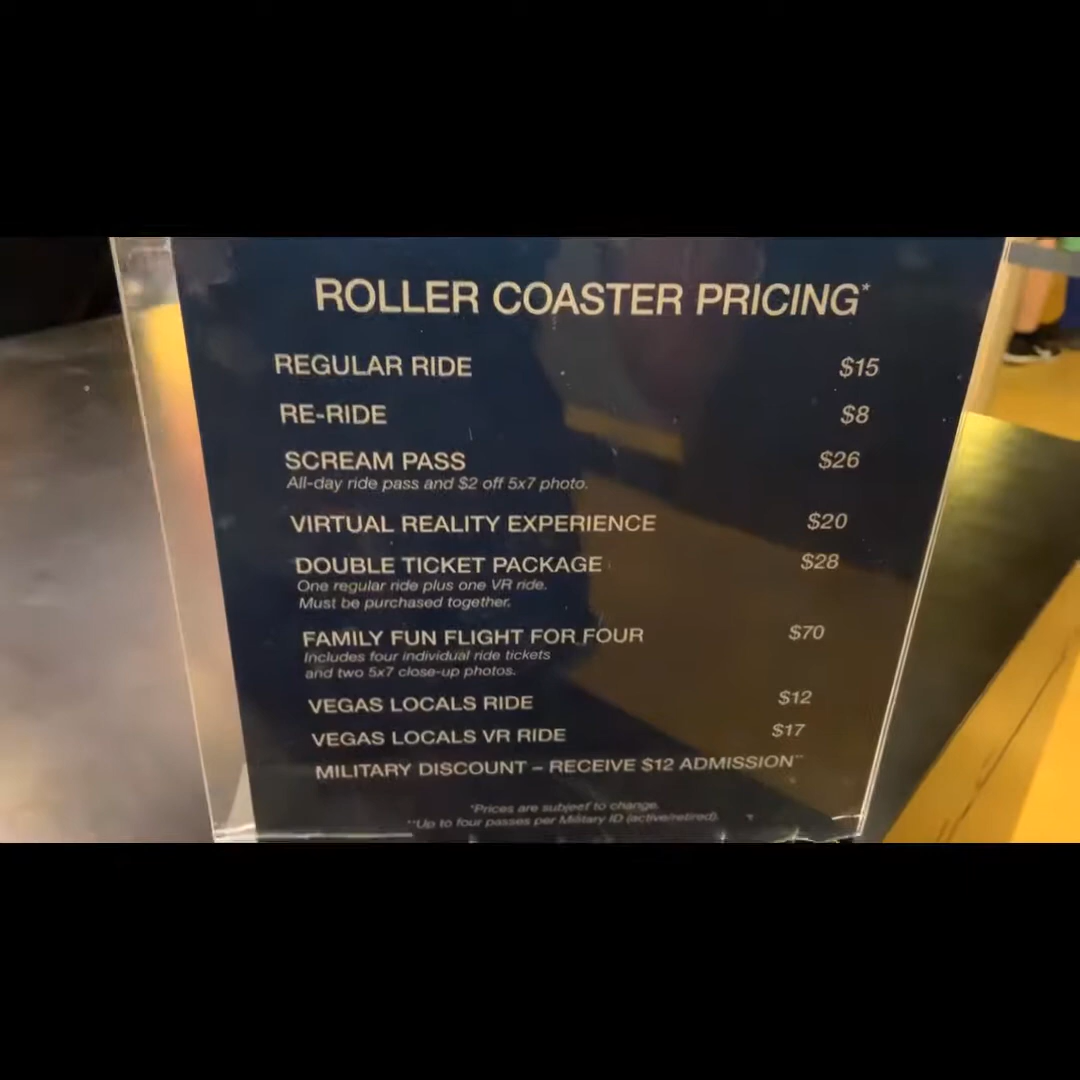 ROLLER COASTER PRICING*
REGULAR RIDE $15
RE-RIDE $8
SCREAM PASS $26
All-day ride pass and $2 off 5x7 photo.
VIRTUAL REALITY EXPERIENCE $20
DOUBLE TICKET PACKAGE $28
One regular ride plus one VR ride.
Must be purchased together.
FAMILY FUN FLIGHT FOR FOUR $70
Includes four individual ride tickets
and two 5x7 close-up photos.
VEGAS LOCALS RIDE $12
VEGAS LOCALS VR RIDE $17
MILITARY DISCOUNT – RECEIVE $12 ADMISSION**
*Prices are subject to change.
**Up to four passes per Military ID (active/retired).